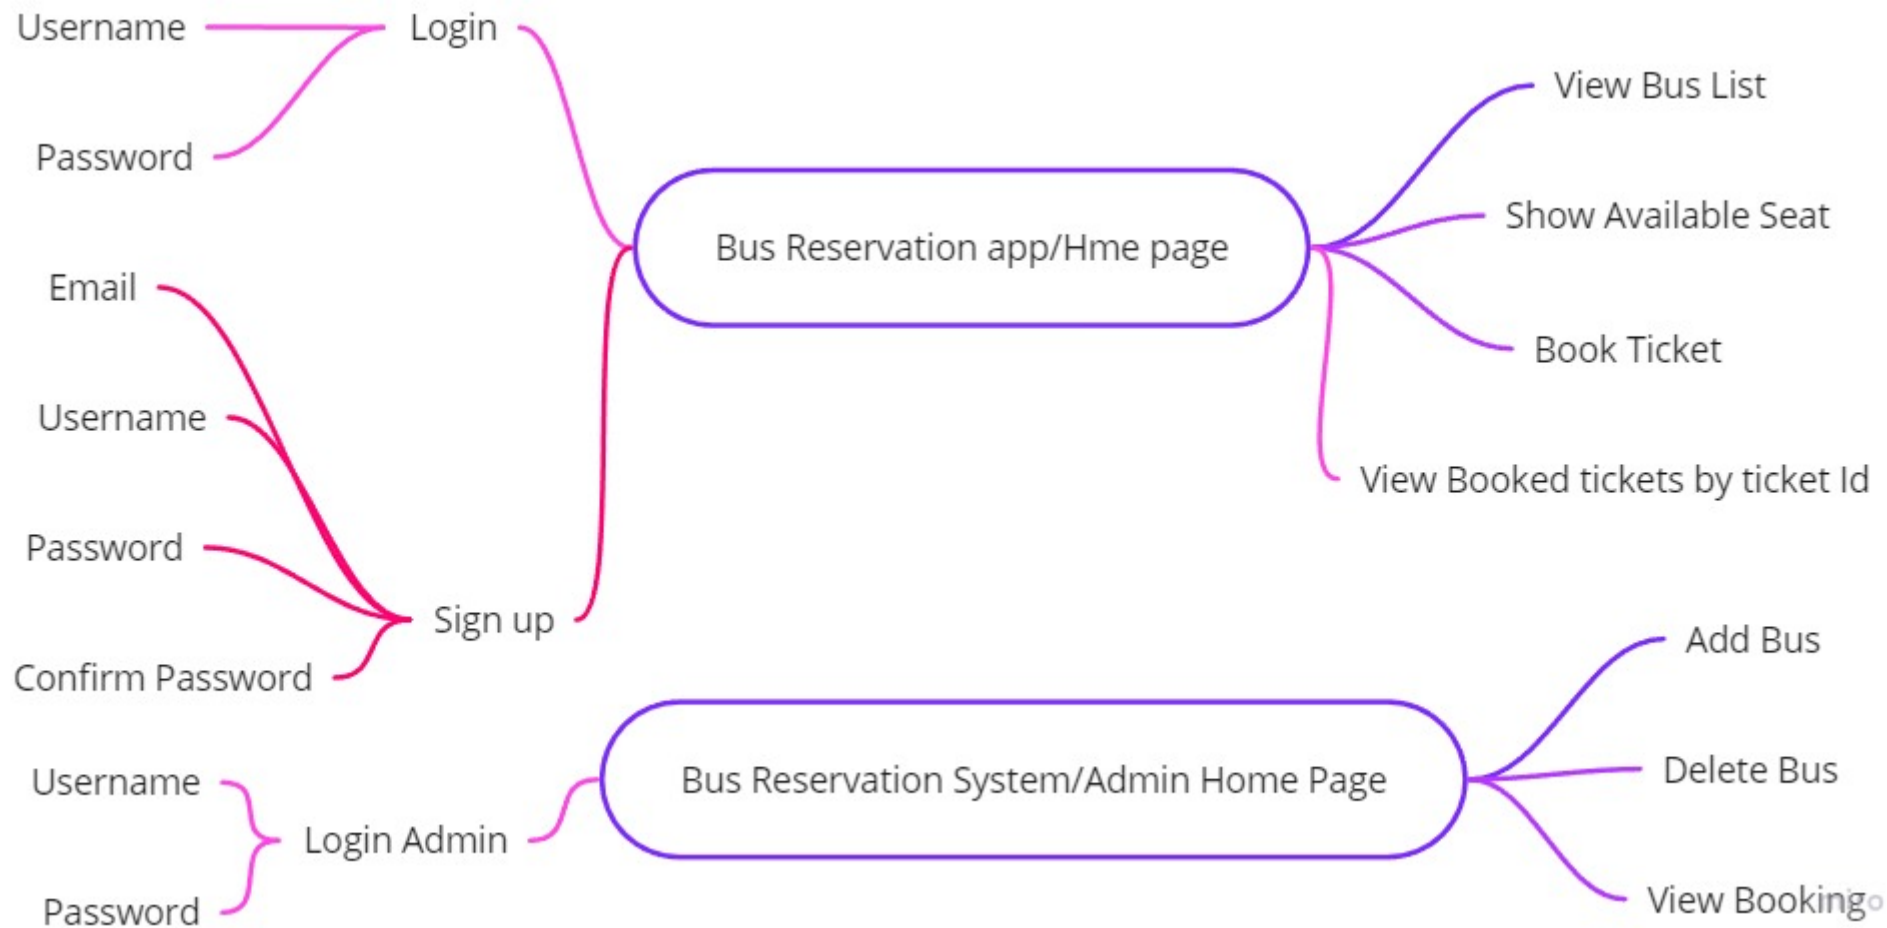 Username
Login
Password
View Bus List
Show Available Seat
Bus Reservation app/Hme page
Email
Book Ticket
Username
View Booked tickets by ticket Id
Password
Sign up
Confirm Password
Add Bus
Bus Reservation System/Admin Home Page
Delete Bus
Username
Login Admin
Password
View Booking